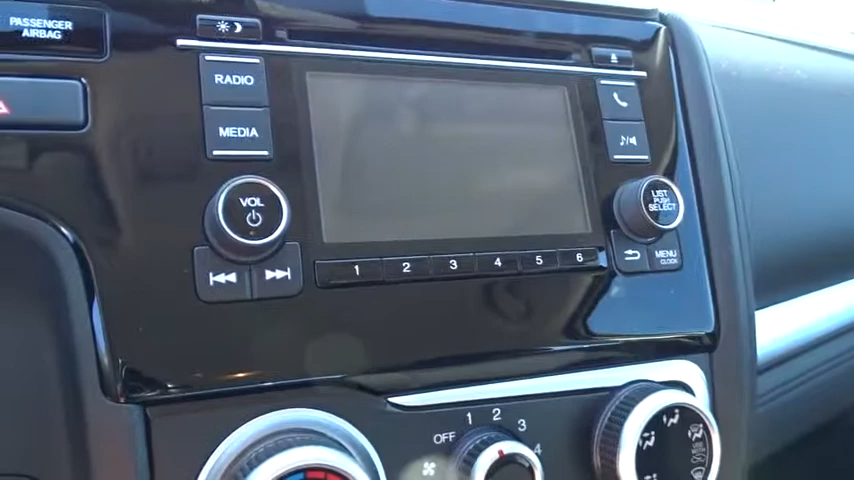 PASSENGER
AIRBAG
RADIO
MEDIA
VOL
LIST
PUSH
SELECT
MENU
CLOCK
1 2 3 4 5 6
OFF 1 2 3 4